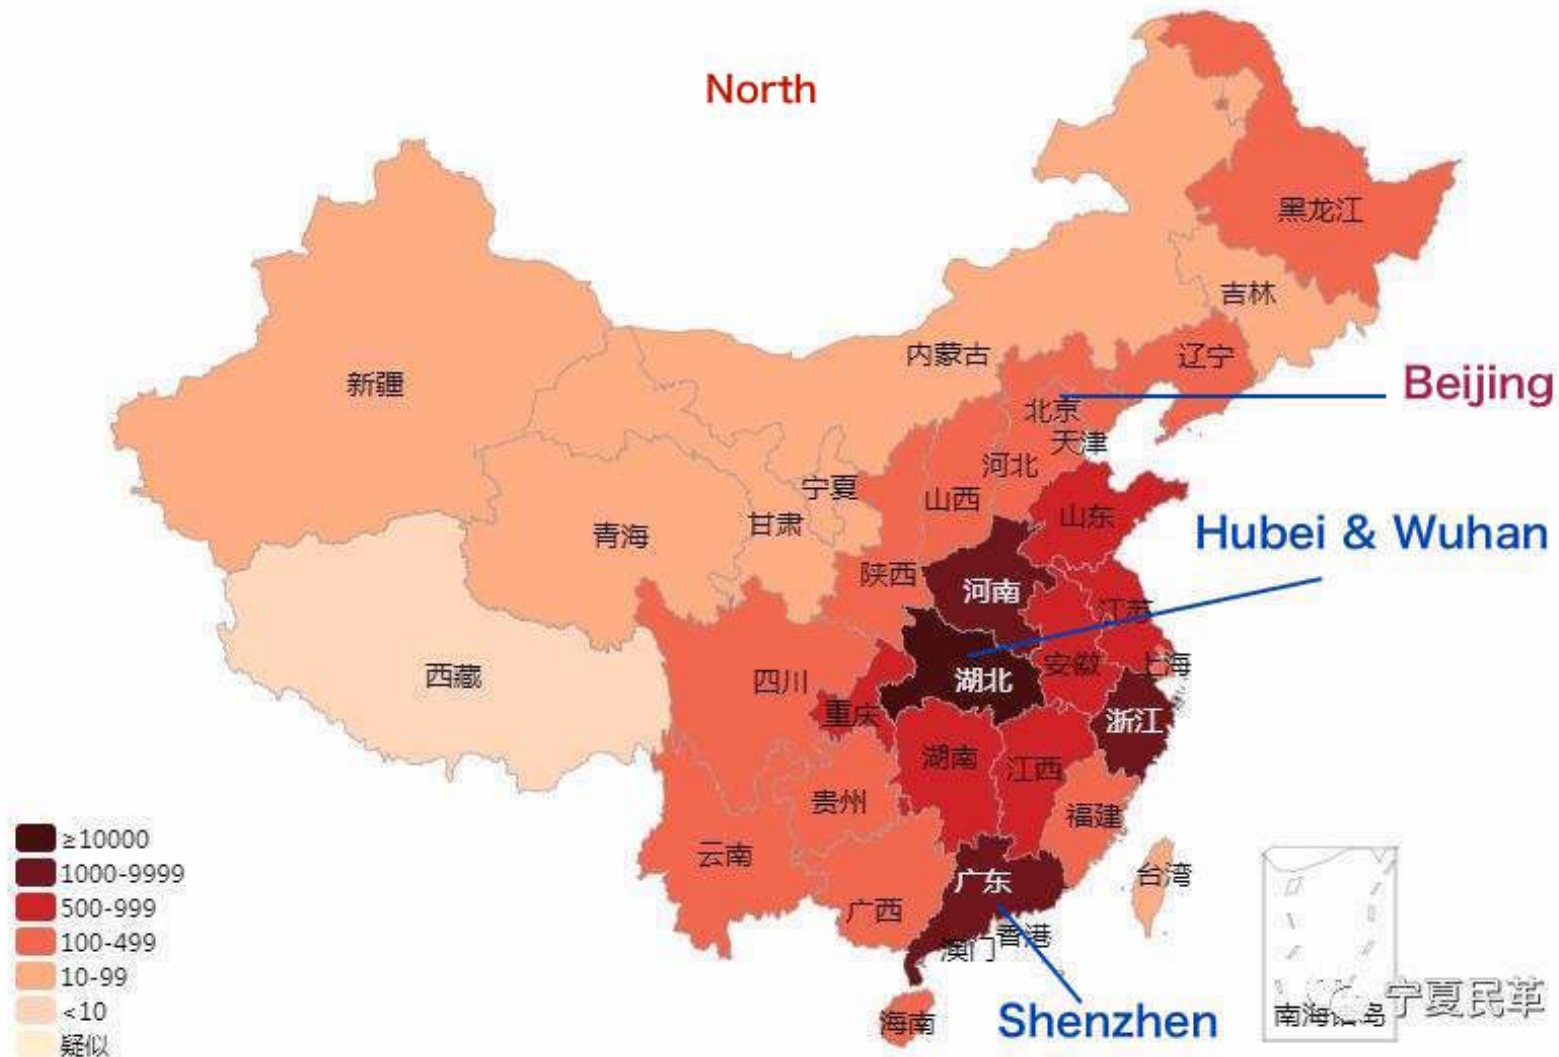 North
黑龙江
吉林
内蒙古
辽宁
新疆
Beijing
北京
天津
河北
宁夏
山西
山东
甘肃
青海
Hubei & Wuhan
陕西
河南
江苏
西藏
四川
湖北
安徽
上海
重庆
浙江
湖南
江西
贵州
福建
≥10000
1000-9999
500-999
100-499
10-99
<10
疑似
云南
广东
台湾
广西
澳门
香港
海南
Shenzhen
南海诸岛
宁夏民革